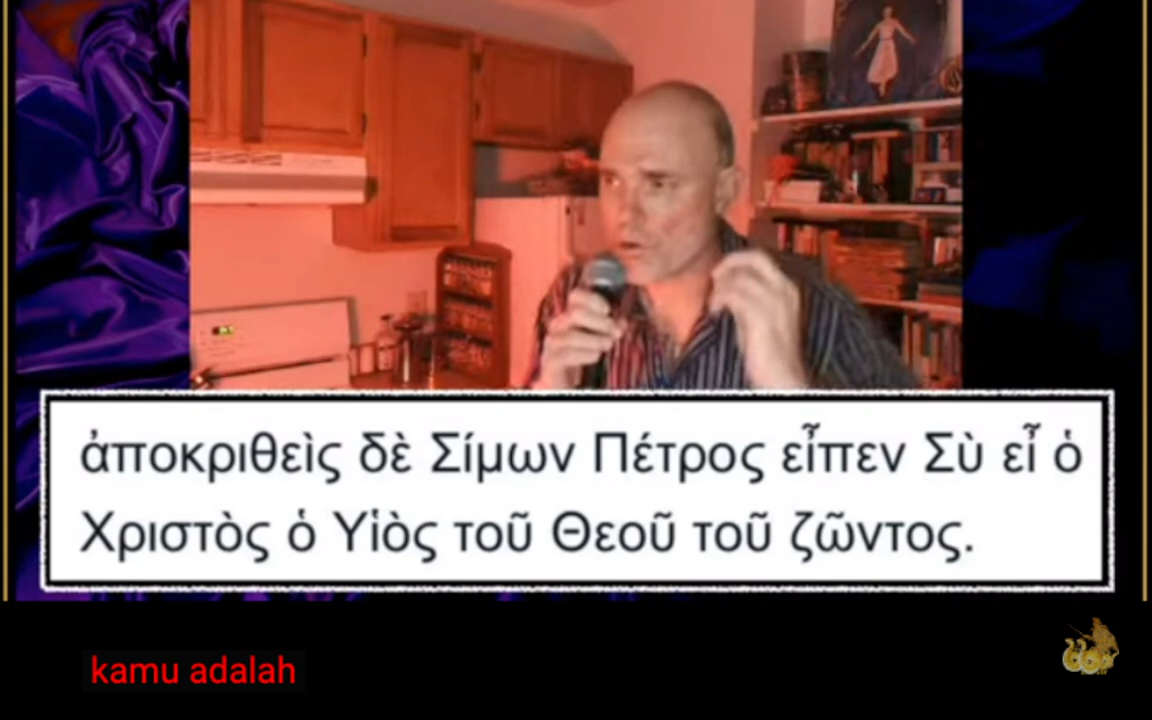 ἀποκριθεὶς δὲ Σίμων Πέτρος εἶπεν Σὺ εἶ ὁ
Χριστὸς ὁ Υἱὸς τοῦ Θεοῦ τοῦ ζῶντος.
kamu adalah